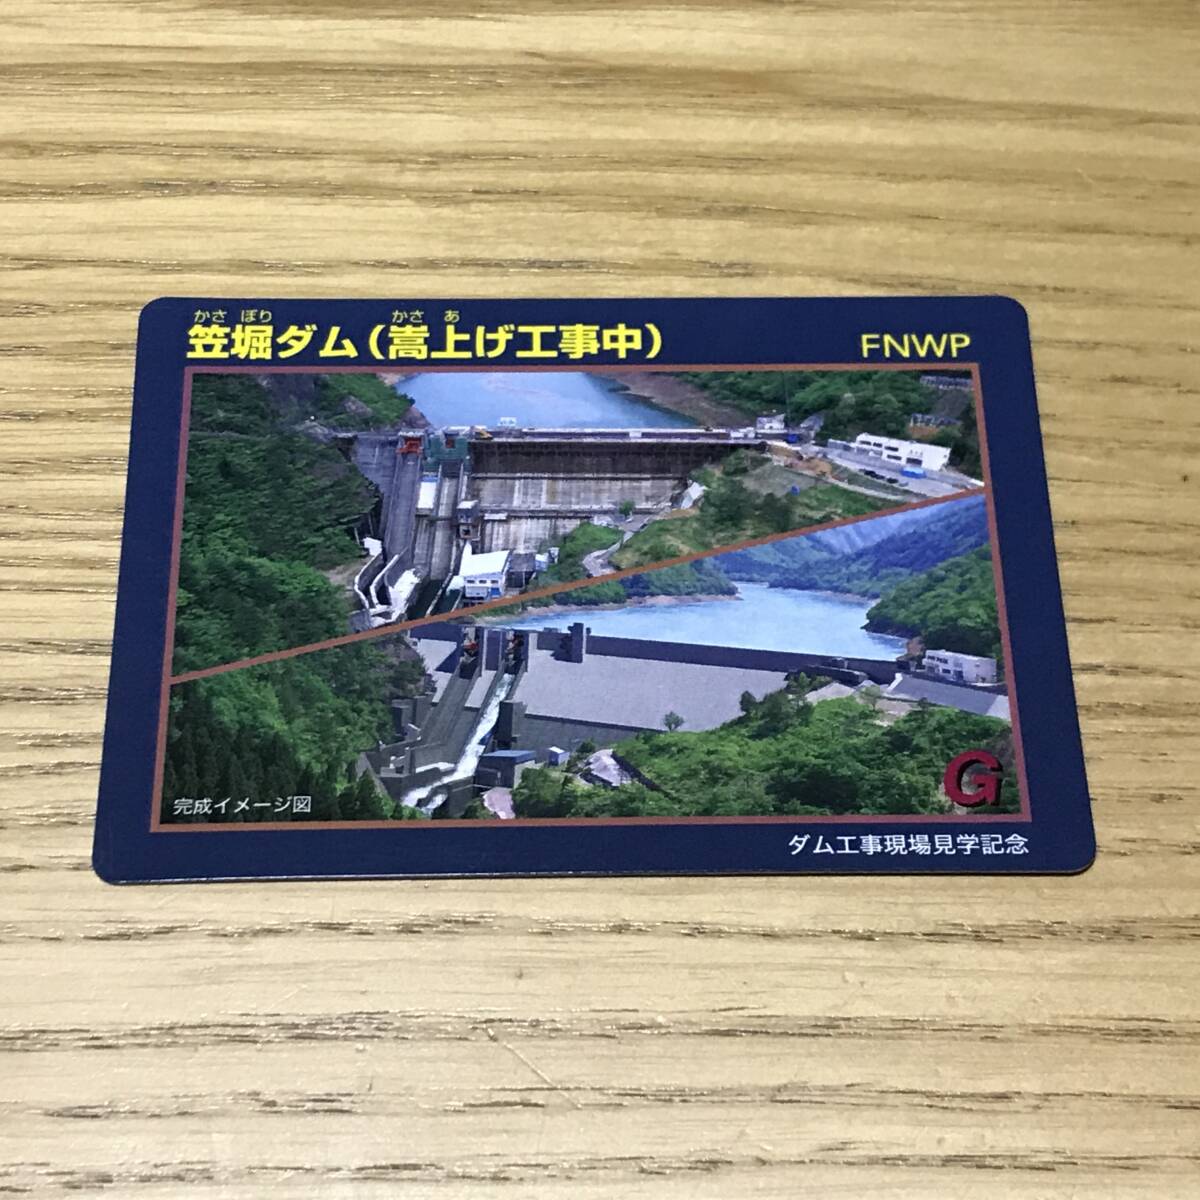 かさ ぼり かさ あ
笠堀ダム(嵩上げ工事中) FNWP
完成イメージ図
G
ダム工事現場見学記念